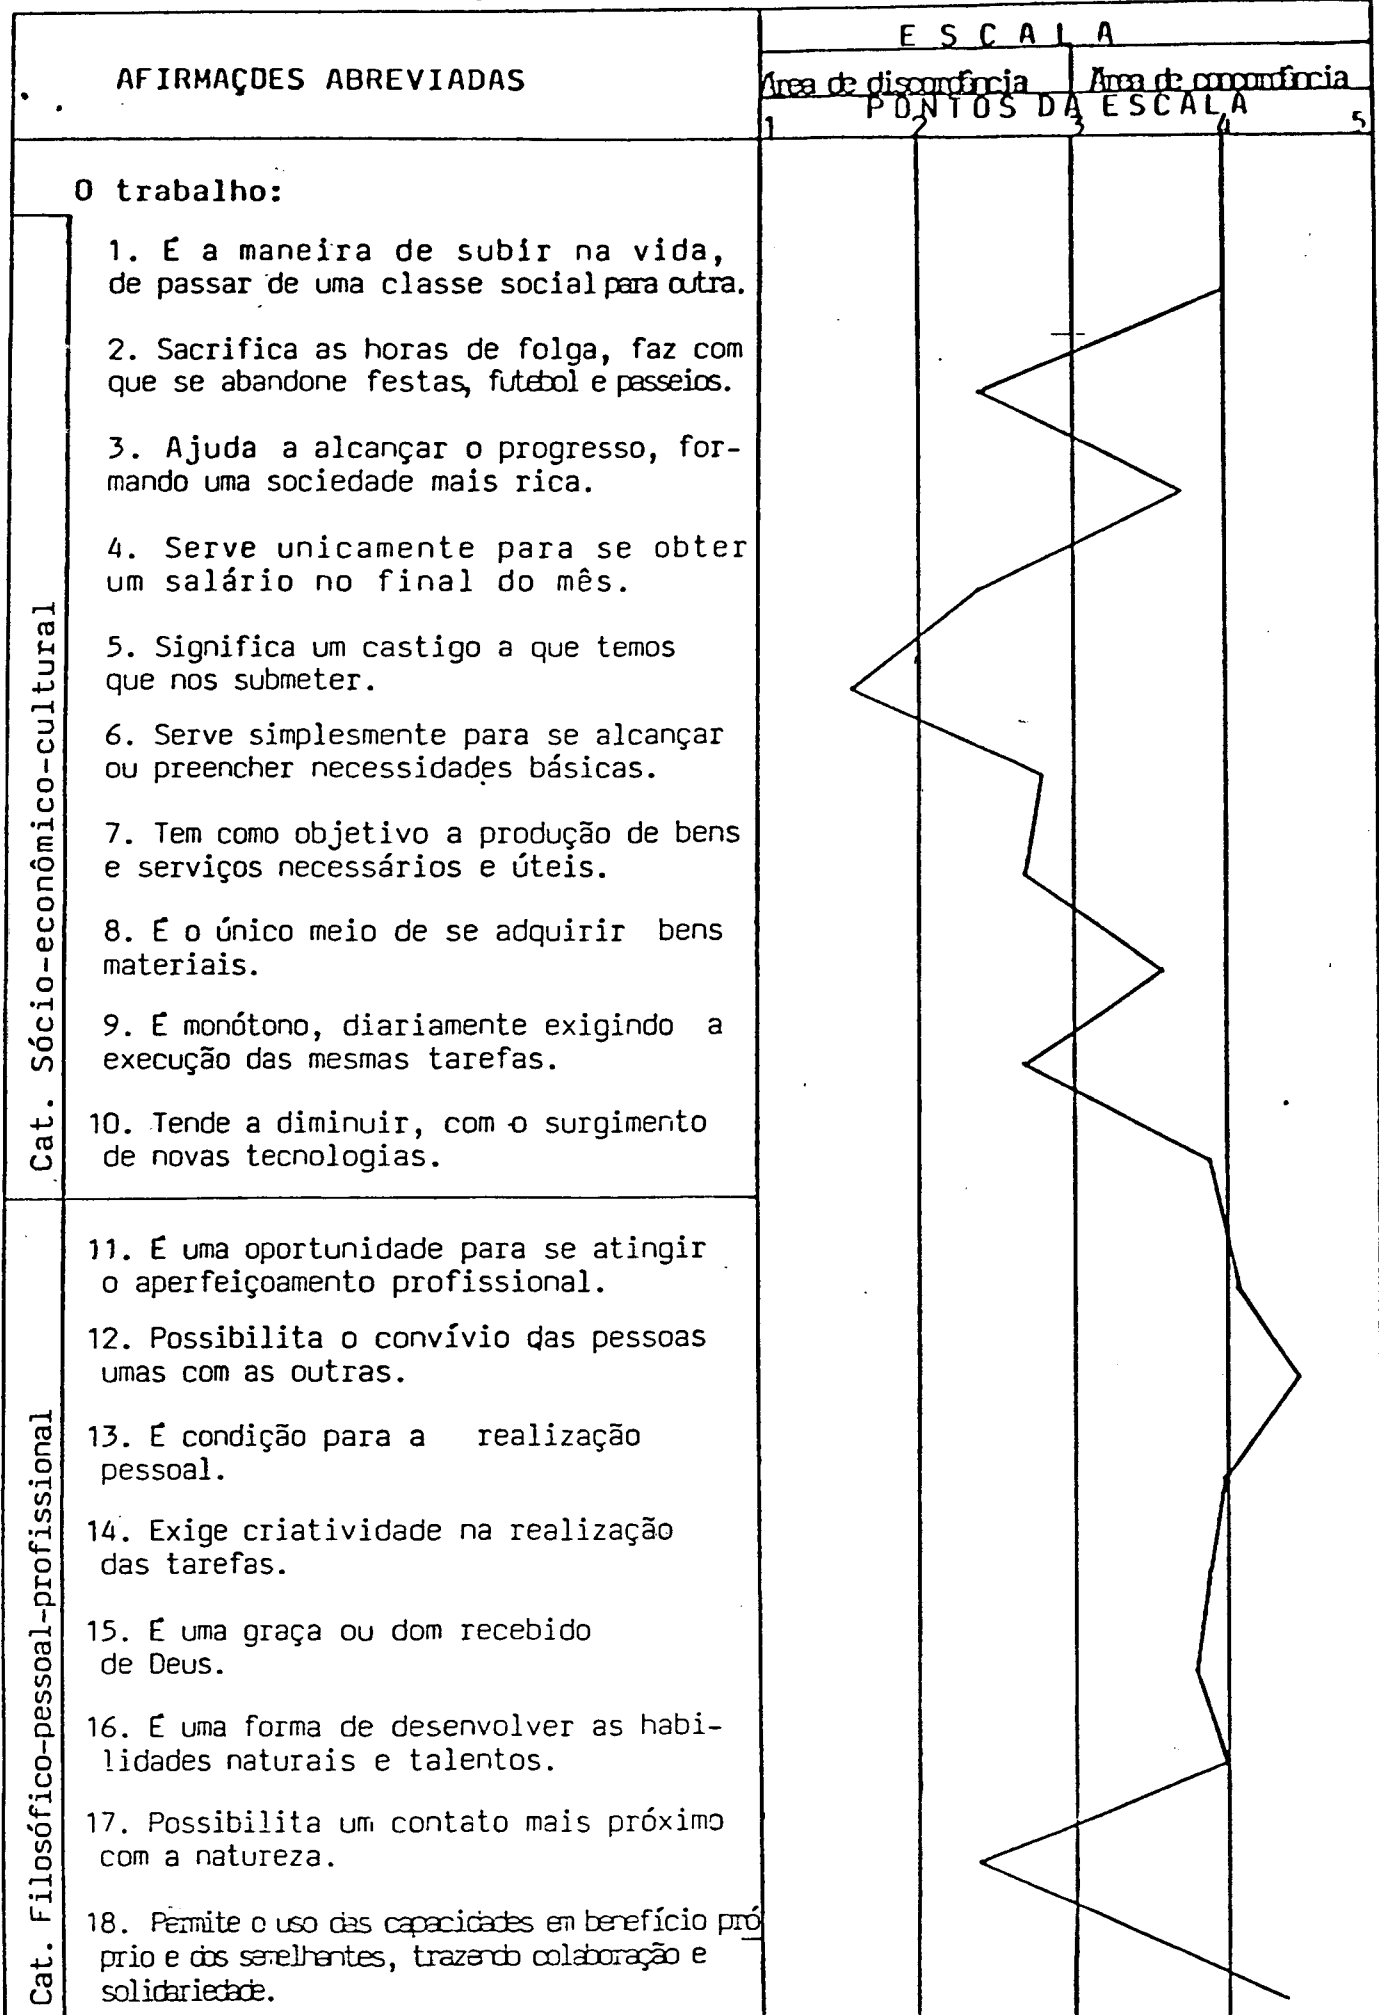 E S C A L A
AFIRMAÇOES ABREVIADAS
Área de discordância
Área de concordância
PONTOS DA ESCALA
1 2 3 4 5
O trabalho:
1. É a maneira de subir na vida,
de passar de uma classe social para outra.
2. Sacrifica as horas de folga, faz com
que se abandone festas, futebol e passeios.
3. Ajuda a alcançar o progresso, for-
mando uma sociedade mais rica.
4. Serve unicamente para se obter
um salário no final do mês.
5. Significa um castigo a que temos
que nos submeter.
6. Serve simplesmente para se alcançar
ou preencher necessidades básicas.
7. Tem como objetivo a produção de bens
e serviços necessários e úteis.
8. É o único meio de se adquirir bens
materiais.
9. É monótono, diariamente exigindo a
execução das mesmas tarefas.
10. Tende a diminuir, com o surgimento
de novas tecnologias.
Cat. Sócio-econômico-cultural
11. É uma oportunidade para se atingir
o aperfeiçoamento profissional.
12. Possibilita o convívio das pessoas
umas com as outras.
13. É condição para a realização
pessoal.
14. Exige criatividade na realização
das tarefas.
15. É uma graça ou dom recebido
de Deus.
16. É uma forma de desenvolver as habi-
lidades naturais e talentos.
17. Possibilita um contato mais próximo
com a natureza.
18. Permite o uso das capacidades em benefício pró
prio e dos semelhantes, trazendo colaboração e
solidariedade.
Cat. Filosófico-pessoal-profissional